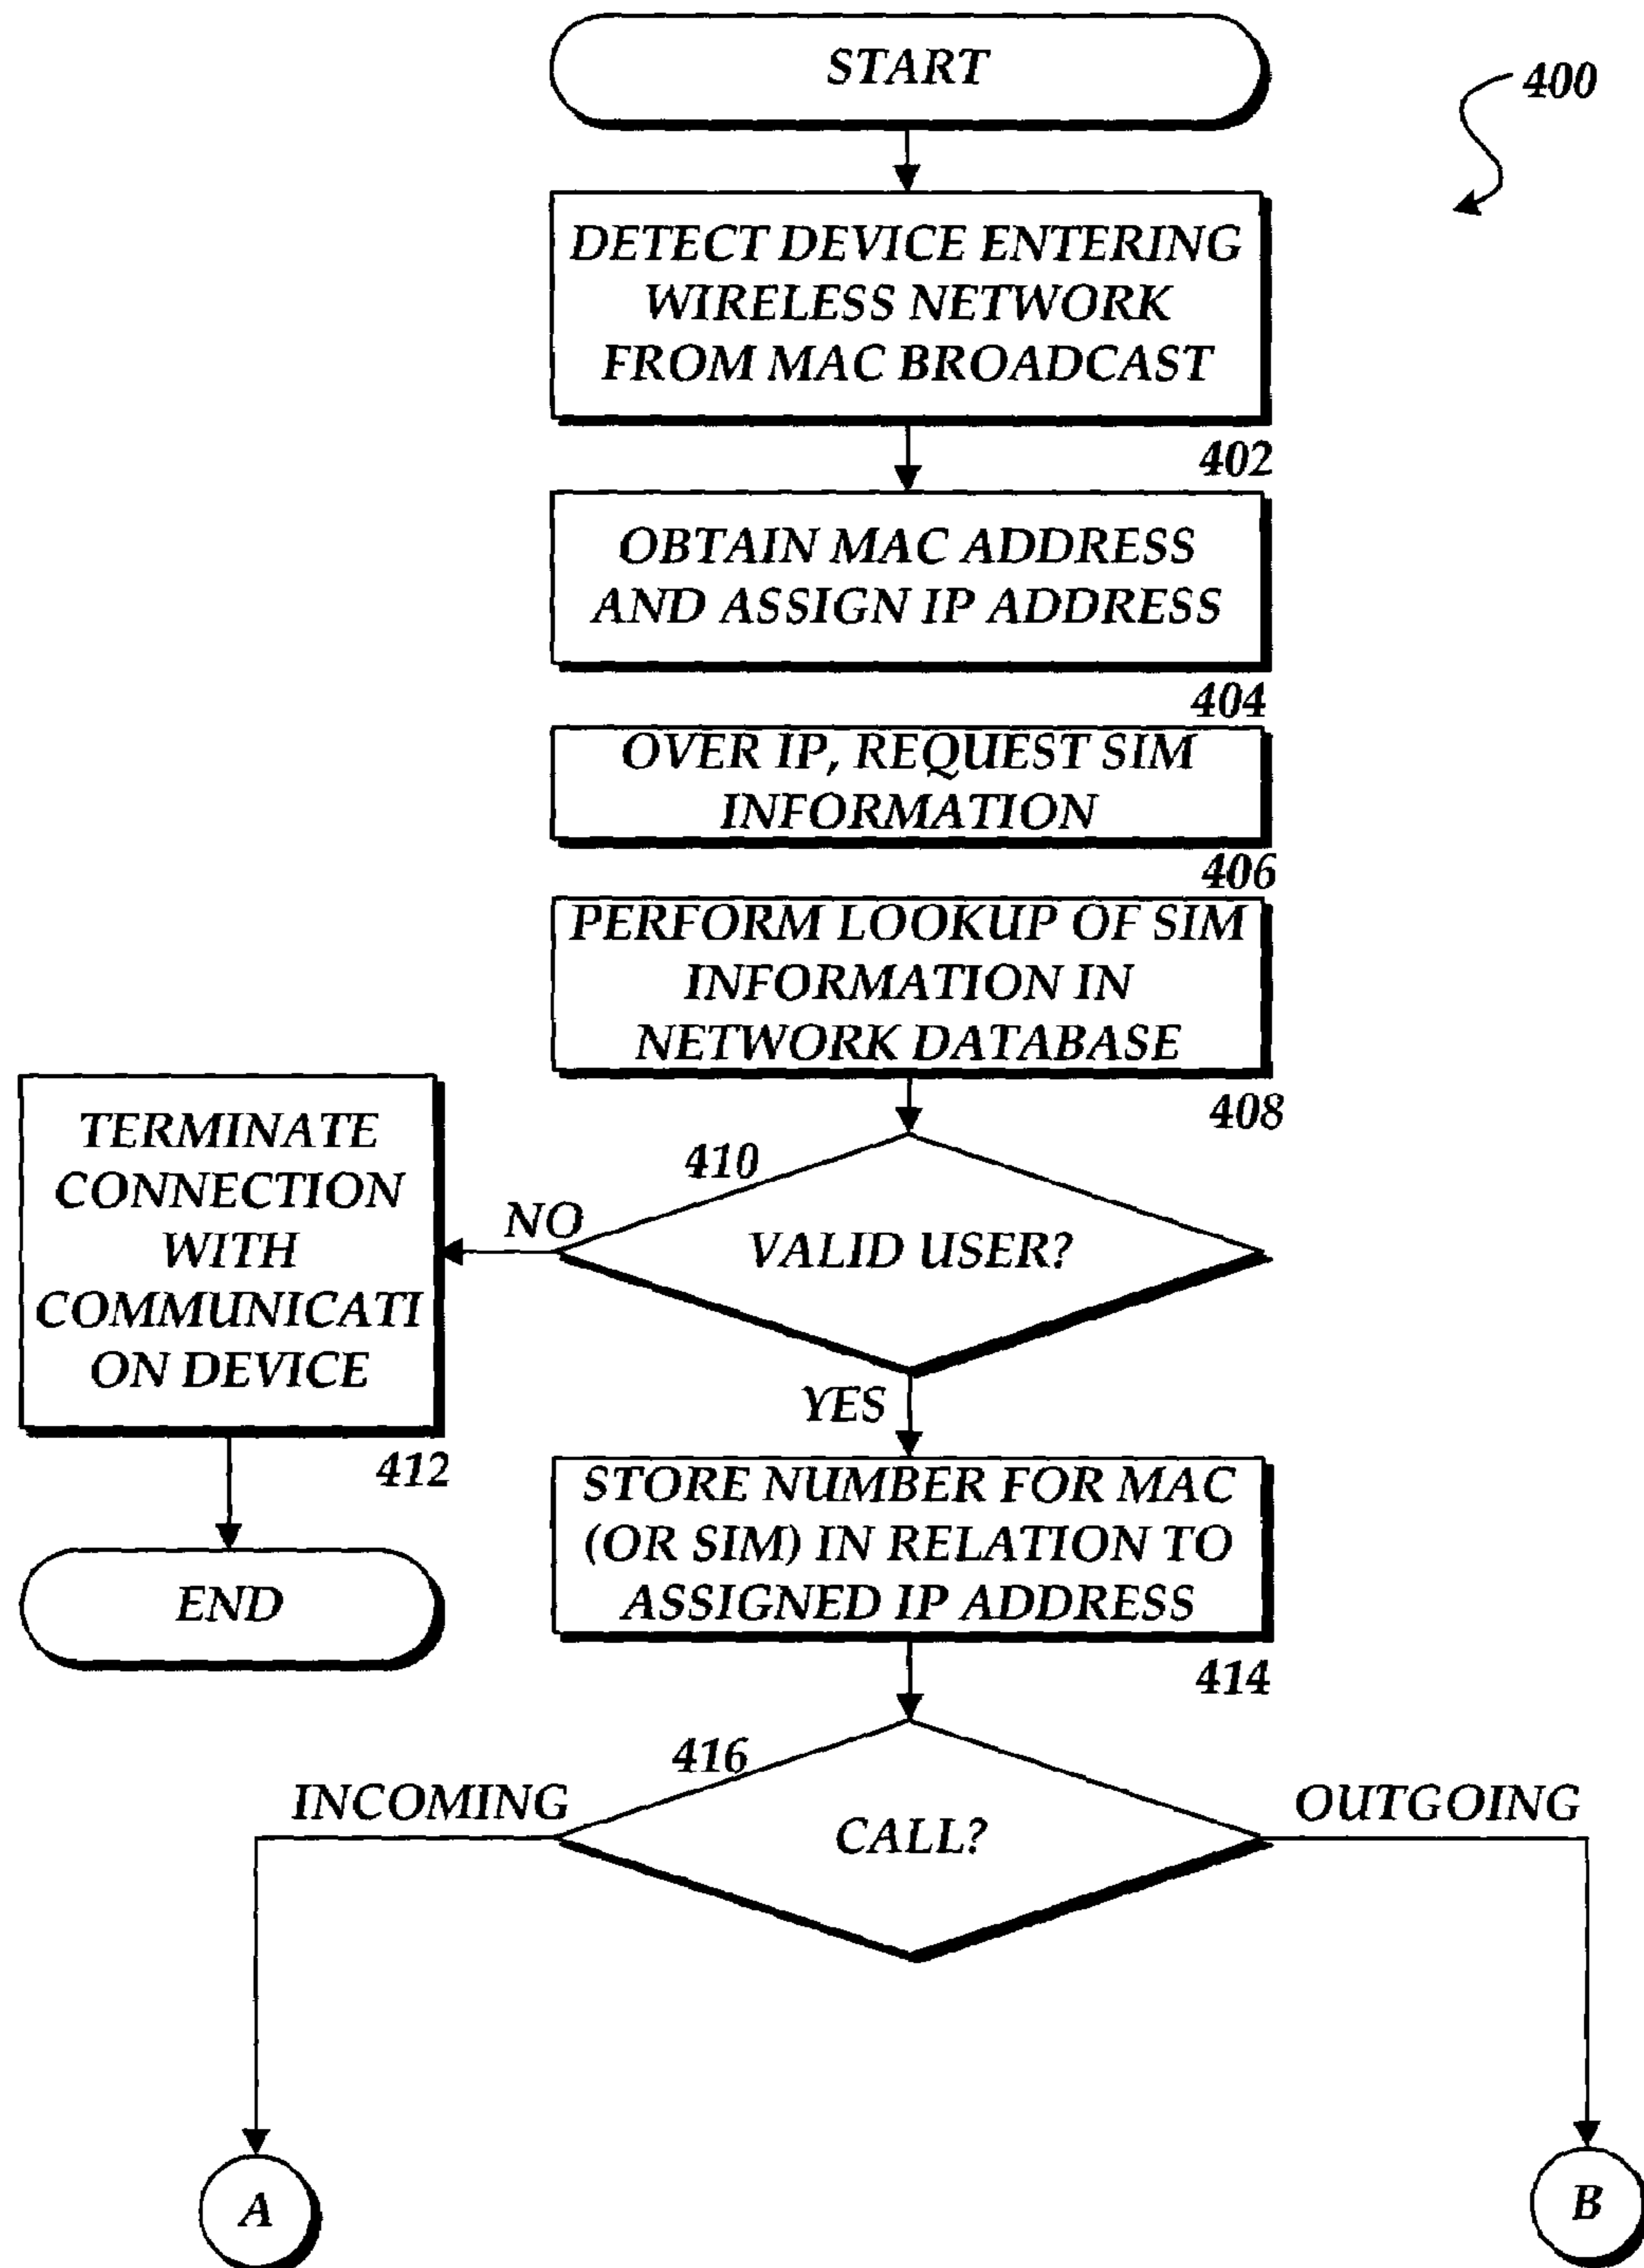 START
400
DETECT DEVICE ENTERING
WIRELESS NETWORK
FROM MAC BROADCAST
402
OBTAIN MAC ADDRESS
AND ASSIGN IP ADDRESS
404
OVER IP, REQUEST SIM
INFORMATION
406
PERFORM LOOKUP OF SIM
INFORMATION IN
NETWORK DATABASE
408
410
VALID USER?
NO
TERMINATE
CONNECTION
WITH
COMMUNICATI
ON DEVICE
412
END
YES
STORE NUMBER FOR MAC
(OR SIM) IN RELATION TO
ASSIGNED IP ADDRESS
414
416
CALL?
INCOMING
OUTGOING
A
B